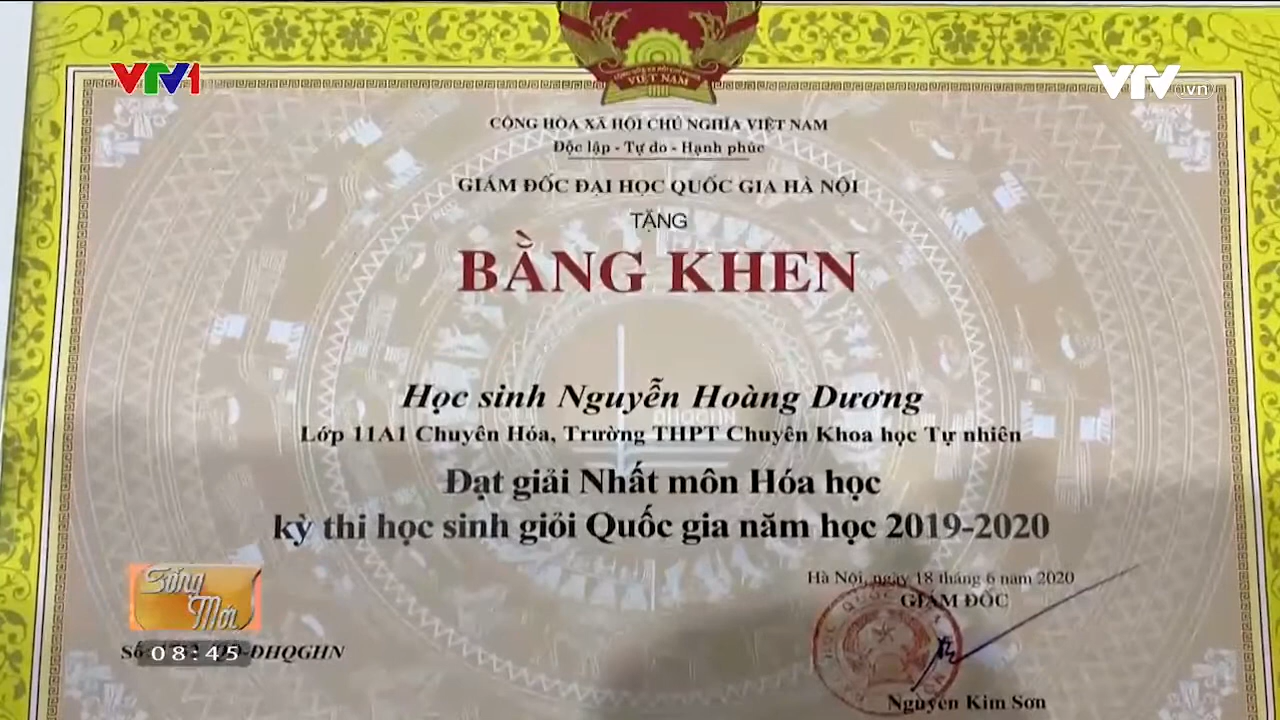 VIỆT NAM
VTV1
VTV.vn
CỘNG HÒA XÃ HỘI CHỦ NGHĨA VIỆT NAM
Độc lập - Tự do - Hạnh phúc
GIÁM ĐỐC ĐẠI HỌC QUỐC GIA HÀ NỘI
TẶNG
BẰNG KHEN
Học sinh Nguyễn Hoàng Dương
ĐHQGHN
Lớp 11A1 Chuyên Hóa, Trường THPT Chuyên Khoa học Tự nhiên
Đạt giải Nhất môn Hóa học
kỳ thi học sinh giỏi Quốc gia năm học 2019-2020
Hà Nội, ngày 18 tháng 6 năm 2020
GIÁM ĐỐC
Sống
Mới
Số
08:45
-ĐHQGHN
Nguyễn Kim Sơn